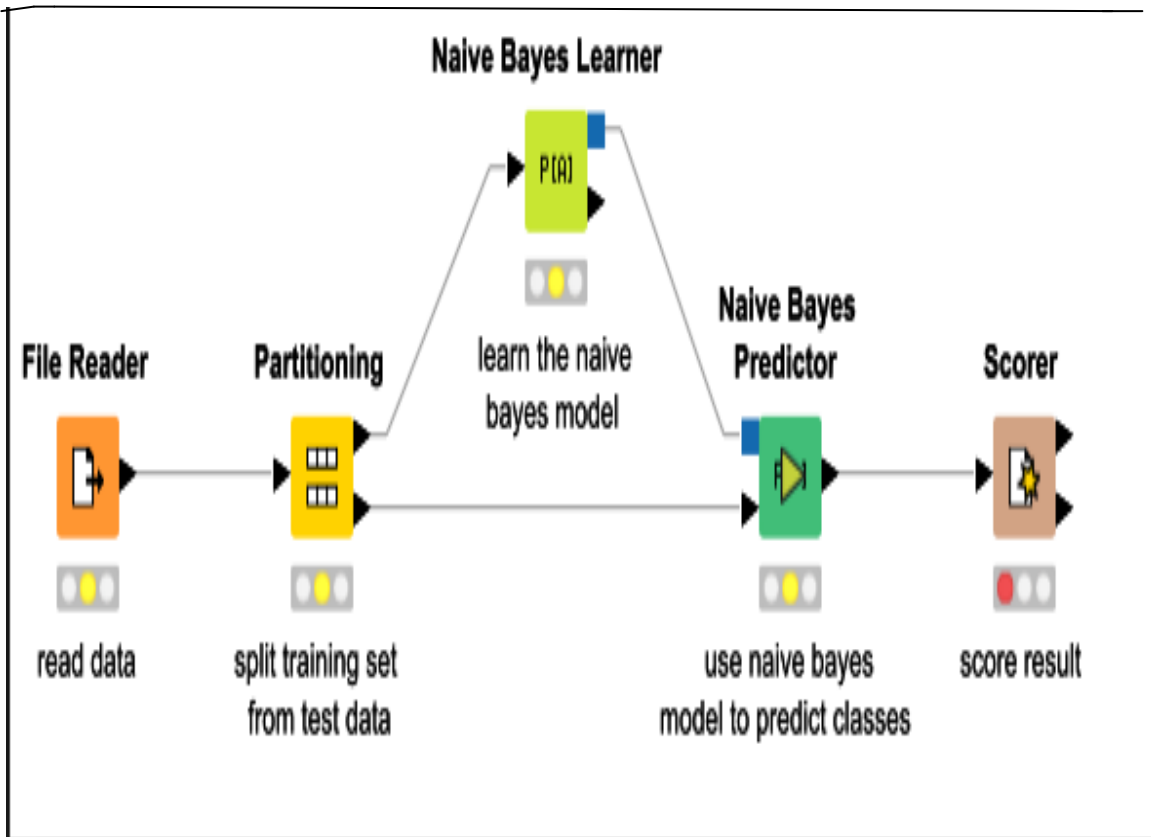 Naive Bayes Learner
P[A]
learn the naive
bayes model
File Reader
read data
Partitioning
split training set
from test data
Naive Bayes
Predictor
use naive bayes
model to predict classes
Scorer
score result